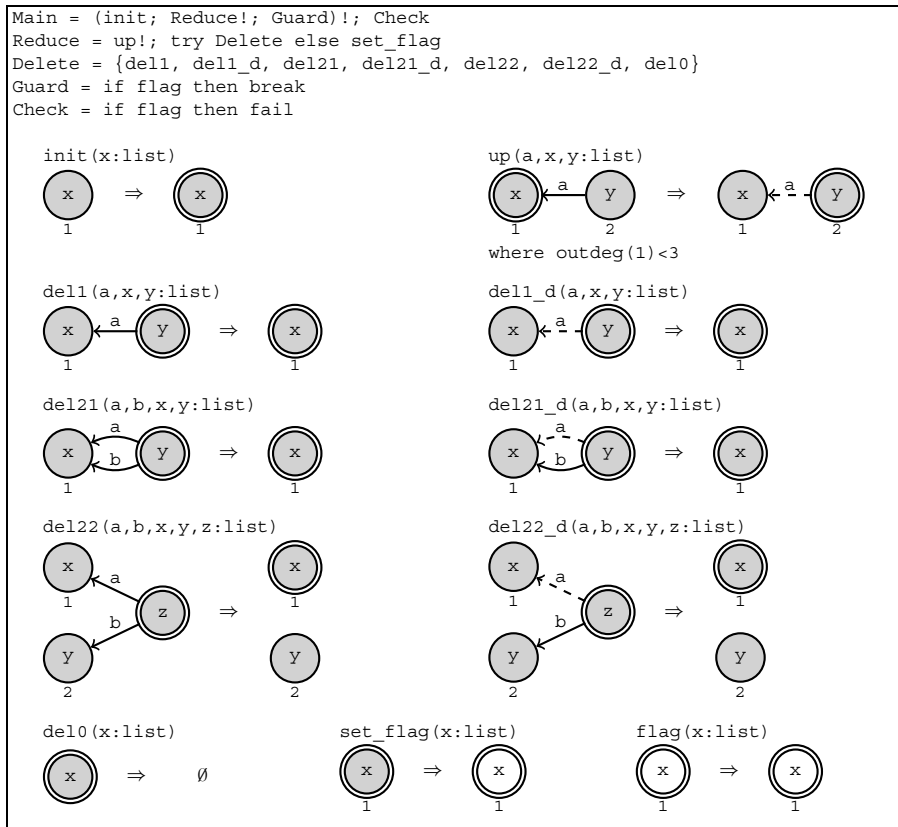 Main = (init; Reduce!; Guard)!; Check
Reduce = up!; try Delete else set_flag
Delete = {del1, del1_d, del21, del21_d, del22, del22_d, del0}
Guard = if flag then break
Check = if flag then fail
init(x:list)
x ⇒ x
1 1
up(a,x,y:list)
x a y ⇒ x a y
1 2 1 2
where outdeg(1)<3
del1(a,x,y:list)
x a y ⇒ x
1 1
del1_d(a,x,y:list)
x a y ⇒ x
1 1
del21(a,b,x,y:list)
a
x y ⇒ x
b
1 1
del21_d(a,b,x,y:list)
a
x y ⇒ x
b
1 1
del22(a,b,x,y,z:list)
x a x
1 1
z ⇒
b
y y
2 2
del22_d(a,b,x,y,z:list)
x a x
1 1
z ⇒
b
y y
2 2
del0(x:list)
x ⇒ ∅
set_flag(x:list)
x ⇒ x
1 1
flag(x:list)
x ⇒ x
1 1